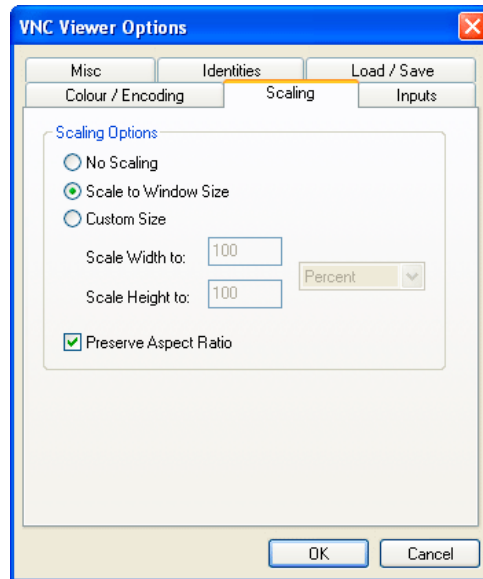 VNC Viewer Options
Misc Identities Load / Save
Colour / Encoding Scaling Inputs
Scaling Options
No Scaling
Scale to Window Size
Custom Size
Scale Width to: 100
Percent
Scale Height to: 100
Preserve Aspect Ratio
OK Cancel